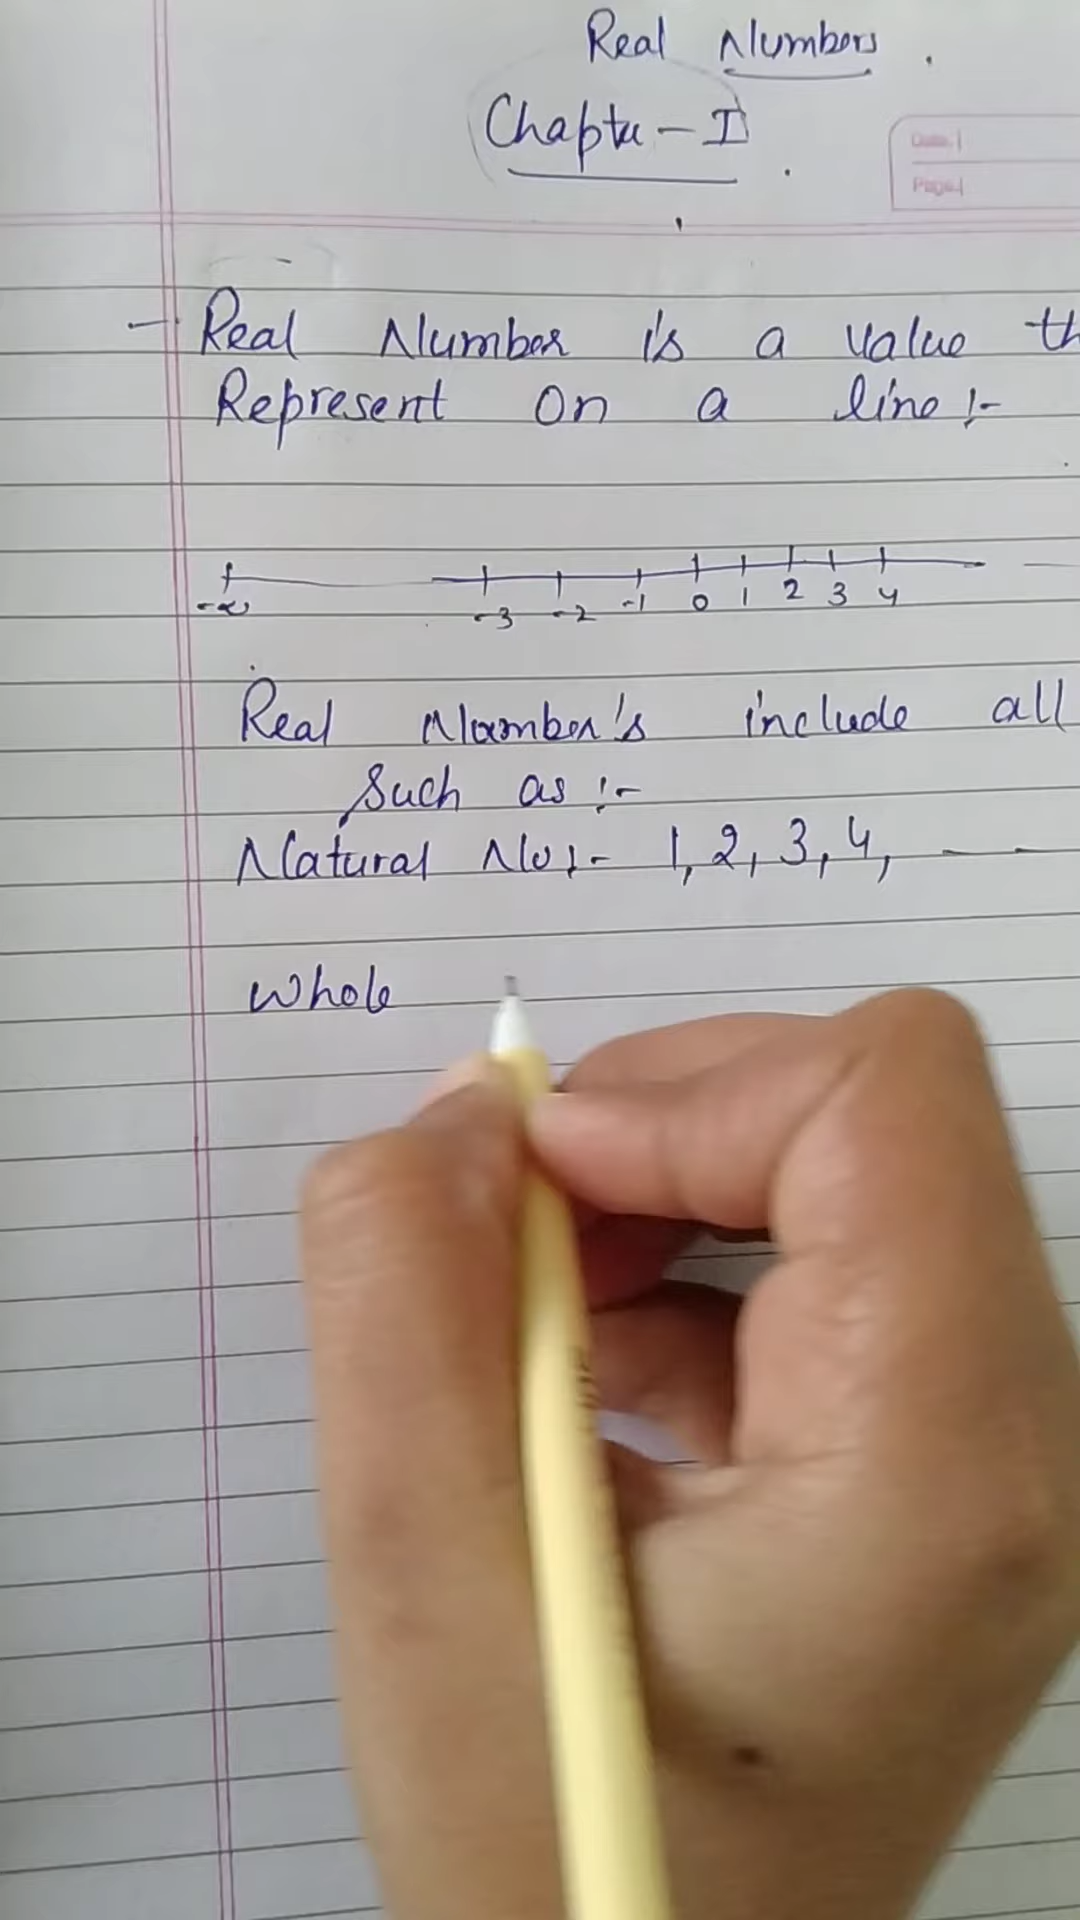 Real Numbers.
Chapter - I
Date.
Page.
- Real Number is a value th
Represent on a line :-
-∞ -3 -2 -1 0 1 2 3 4
Real Number's include all
Such as :-
Natural No :- 1, 2, 3, 4, - -
Whole